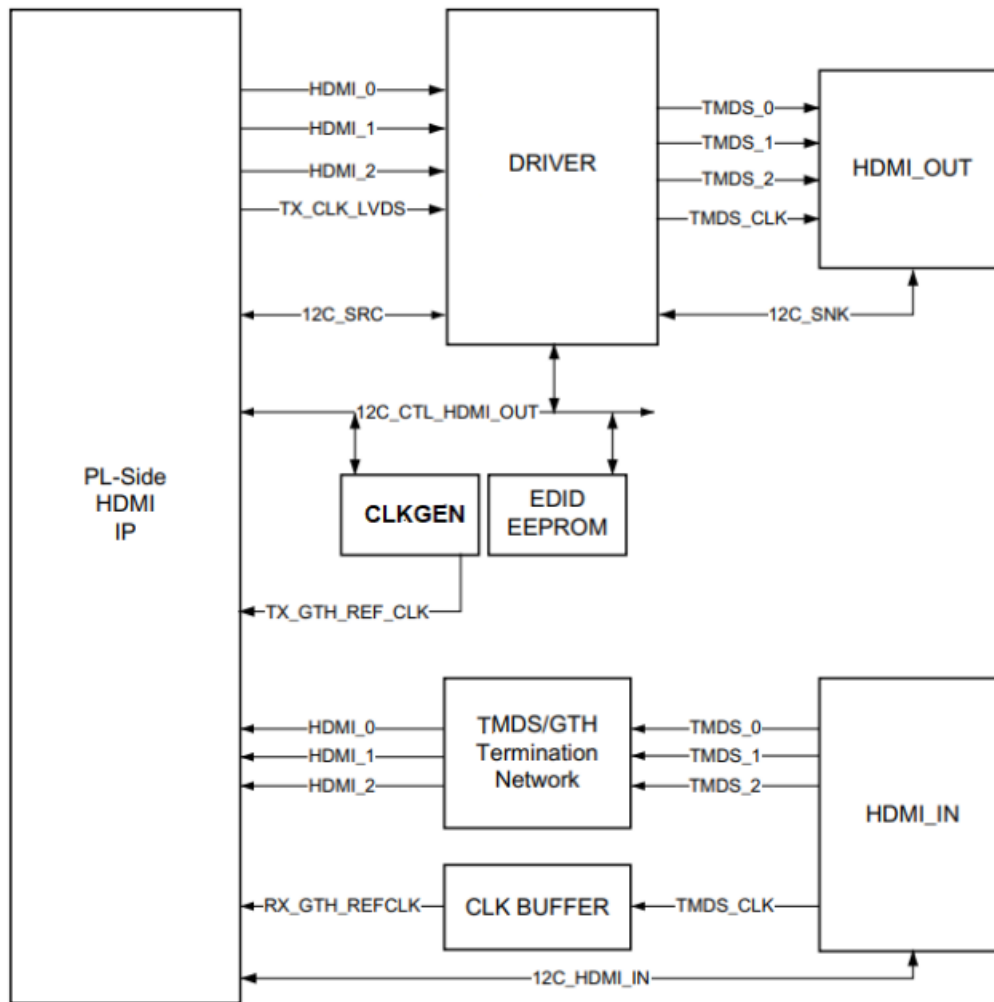 HDMI_0
HDMI_1
HDMI_2
TX_CLK_LVDS
12C_SRC
DRIVER
TMDS_0
TMDS_1
TMDS_2
TMDS_CLK
HDMI_OUT
12C_SNK
12C_CTL_HDMI_OUT
PL-Side
HDMI
IP
CLKGEN
EDID
EEPROM
TX_GTH_REF_CLK
HDMI_0
HDMI_1
HDMI_2
TMDS/GTH
Termination
Network
TMDS_0
TMDS_1
TMDS_2
HDMI_IN
RX_GTH_REFCLK
CLK BUFFER
TMDS_CLK
12C_HDMI_IN